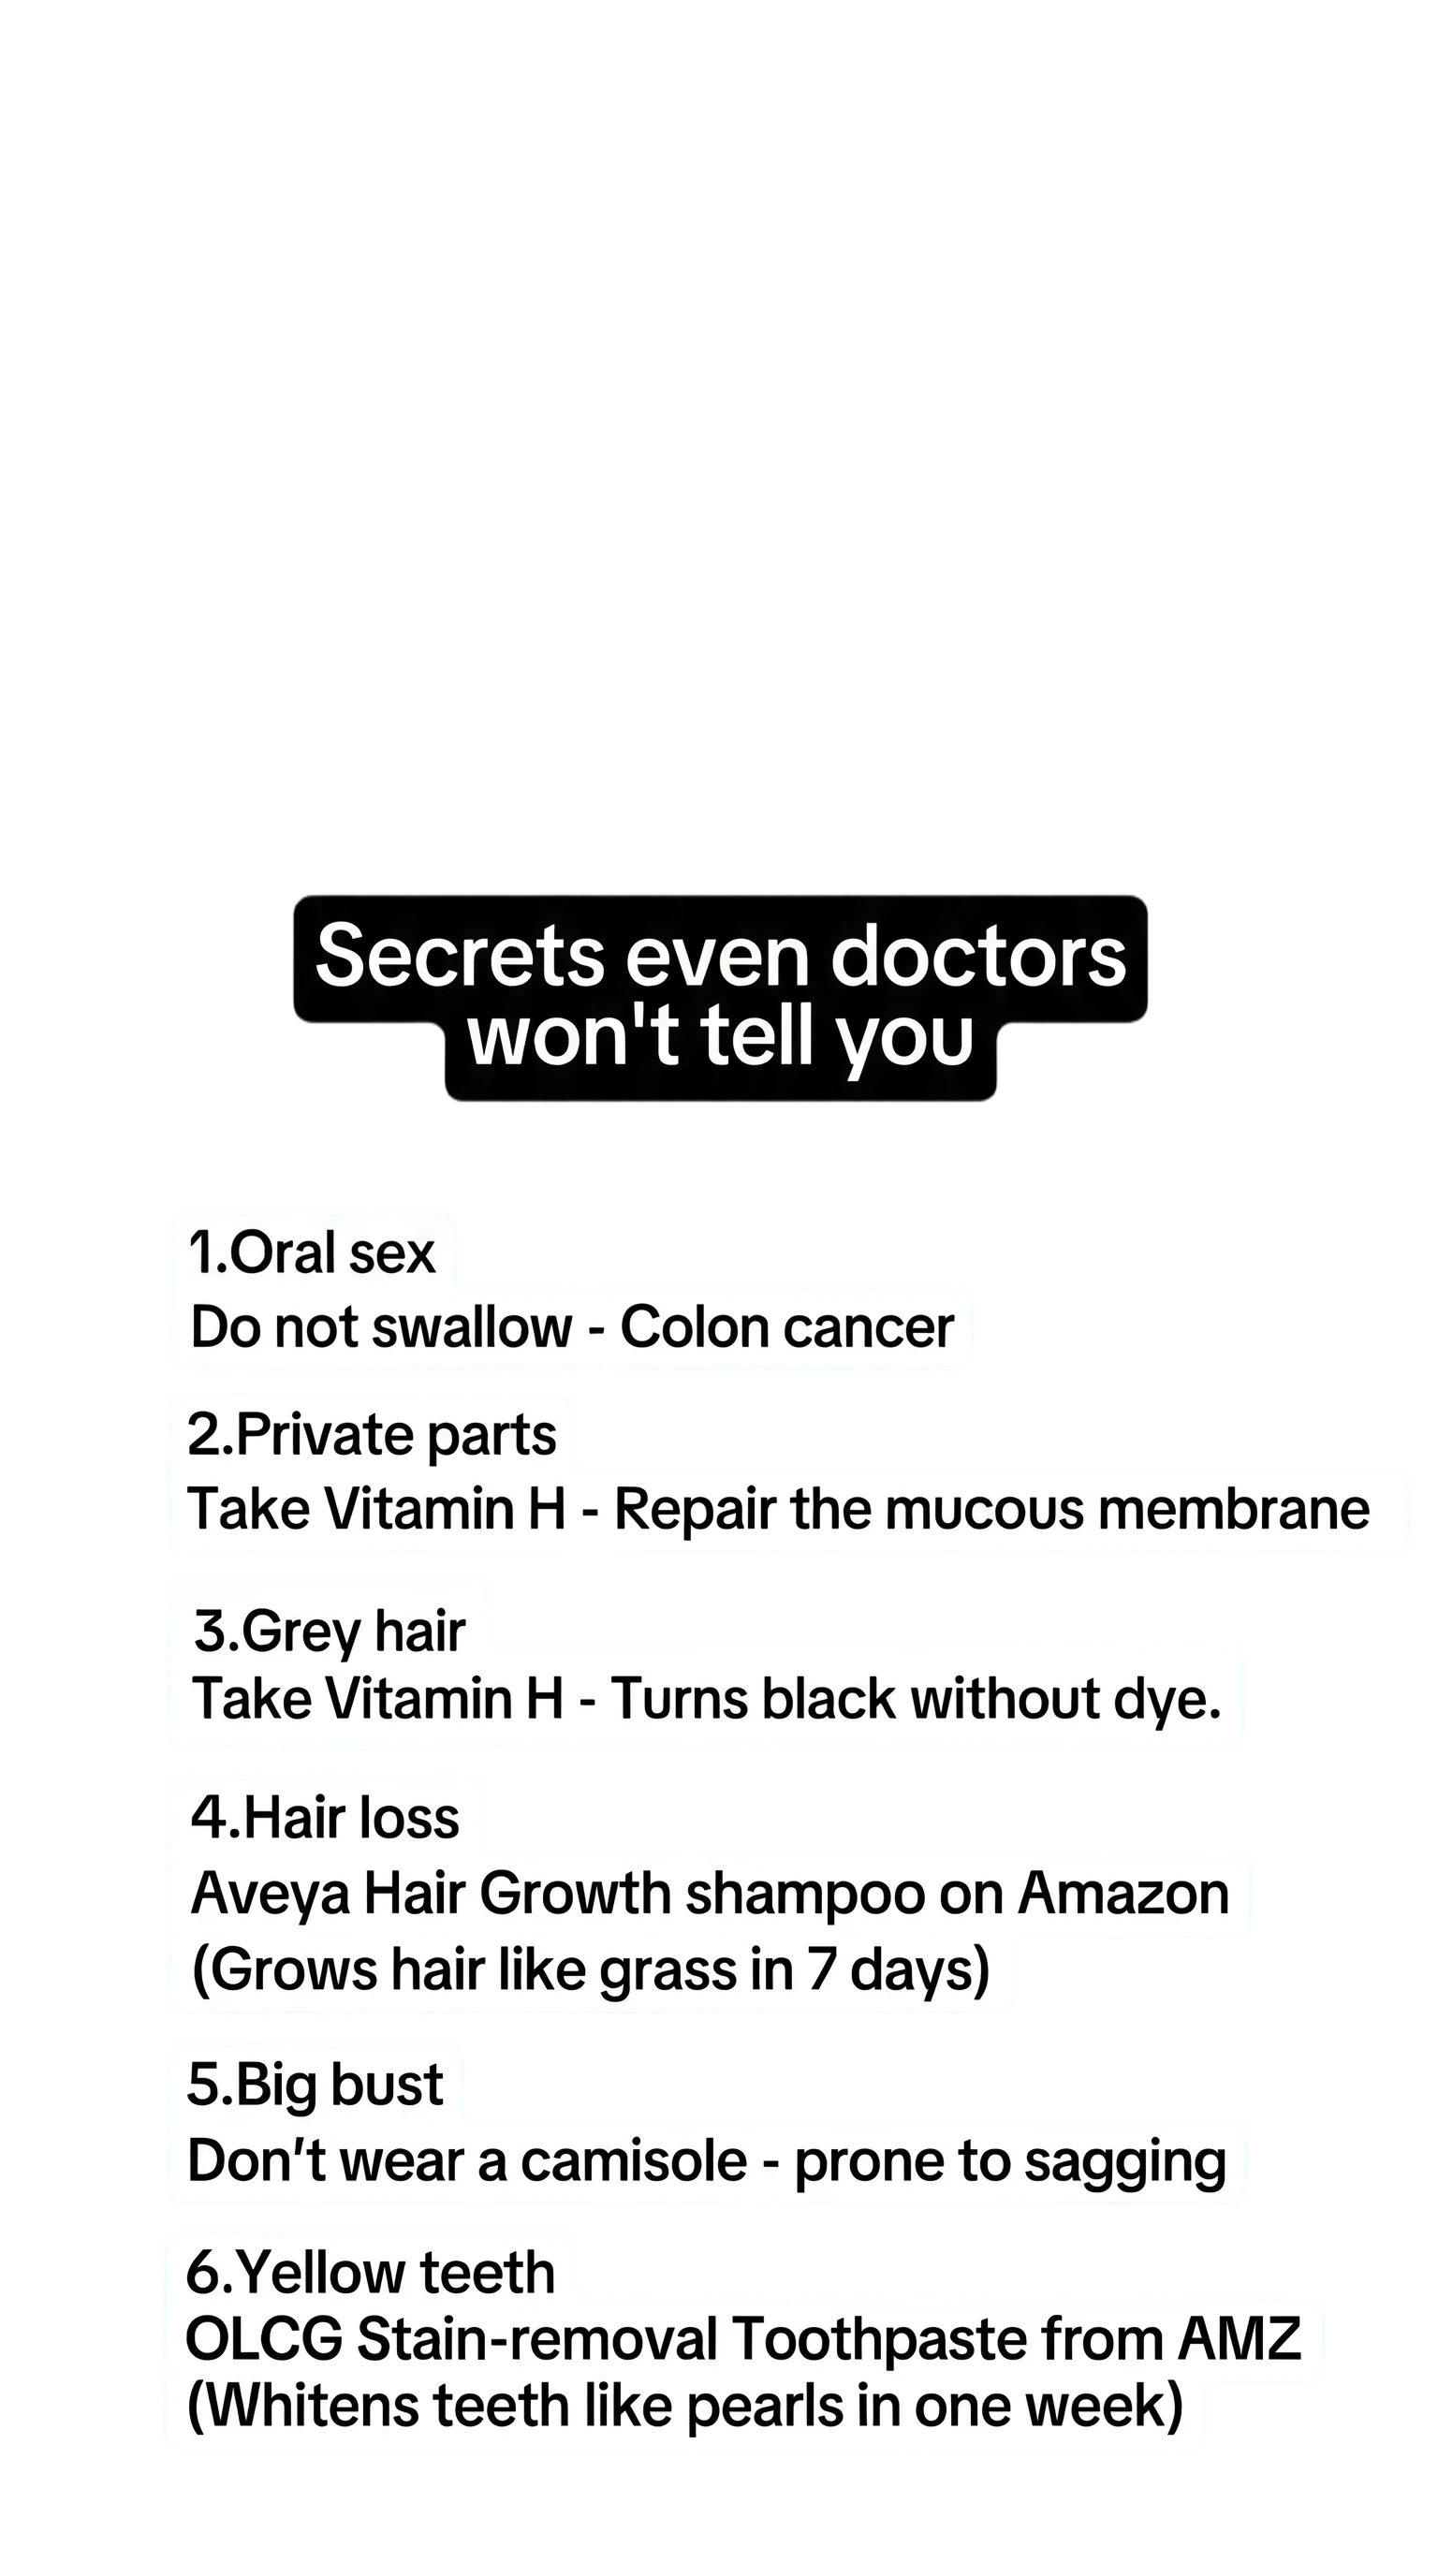 Secrets even doctors
won't tell you
1.Oral sex
Do not swallow - Colon cancer
2.Private parts
Take Vitamin H - Repair the mucous membrane
3.Grey hair
Take Vitamin H - Turns black without dye.
4.Hair loss
Aveya Hair Growth shampoo on Amazon
(Grows hair like grass in 7 days)
5.Big bust
Don't wear a camisole - prone to sagging
6.Yellow teeth
OLCG Stain-removal Toothpaste from AMZ
(Whitens teeth like pearls in one week)